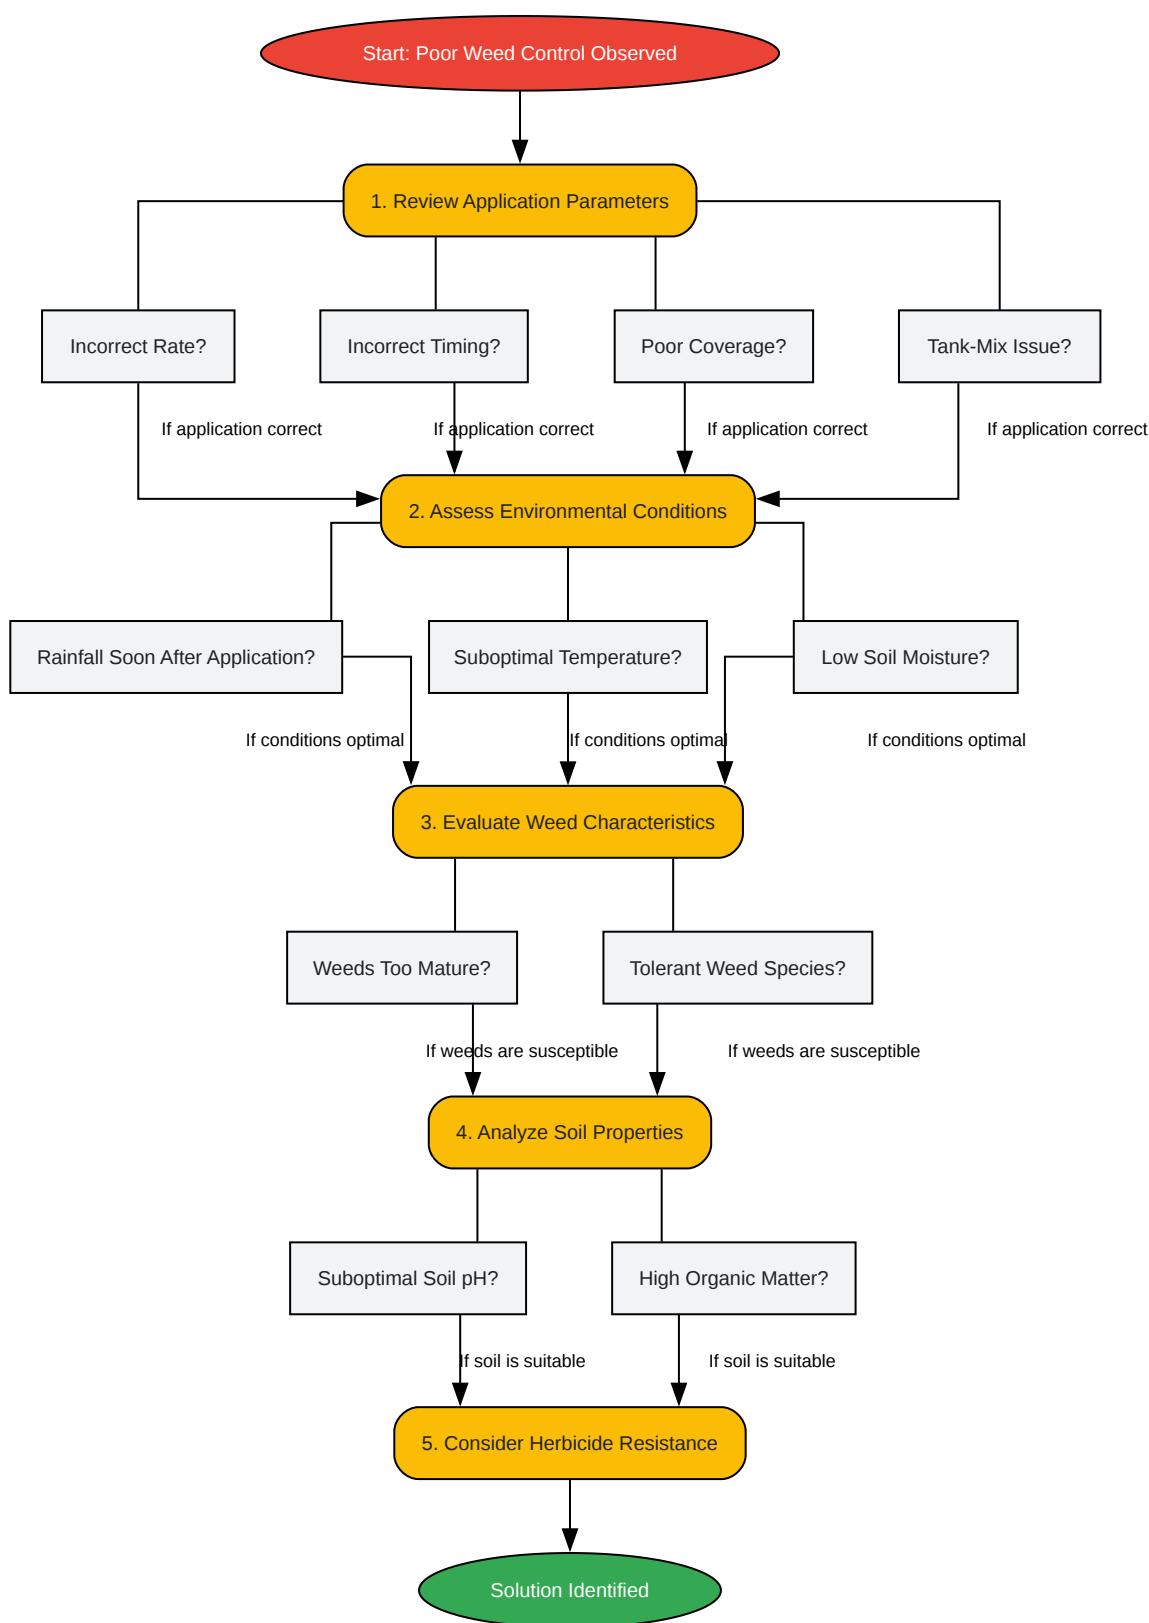 Start: Poor Weed Control Observed
1. Review Application Parameters
Incorrect Rate?
Incorrect Timing?
Poor Coverage?
Tank-Mix Issue?
If application correct
If application correct
If application correct
If application correct
2. Assess Environmental Conditions
Rainfall Soon After Application?
Suboptimal Temperature?
Low Soil Moisture?
If conditions optimal
If conditions optimal
If conditions optimal
3. Evaluate Weed Characteristics
Weeds Too Mature?
Tolerant Weed Species?
If weeds are susceptible
If weeds are susceptible
4. Analyze Soil Properties
Suboptimal Soil pH?
High Organic Matter?
If soil is suitable
If soil is suitable
5. Consider Herbicide Resistance
Solution Identified